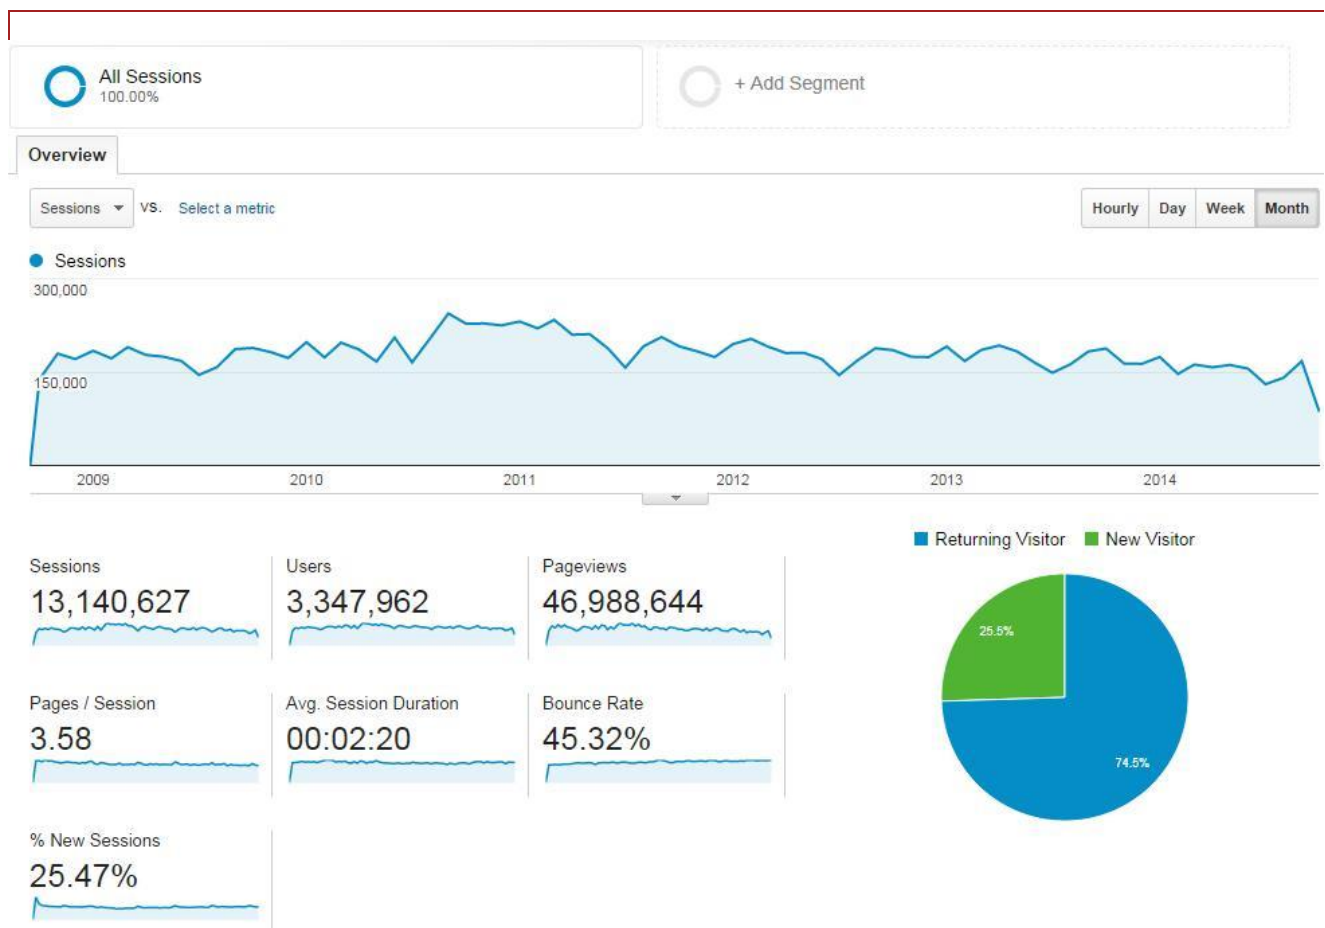 All Sessions
100.00%
+ Add Segment
Overview
Sessions VS. Select a metric
Hourly Day Week Month
Sessions
300,000
150,000
2009 2010 2011 2012 2013 2014
Returning Visitor New Visitor
Sessions Users Pageviews
13,140,627 3,347,962 46,988,644
25.5%
Pages / Session Avg. Session Duration Bounce Rate
3.58 00:02:20 45.32%
74.5%
% New Sessions
25.47%